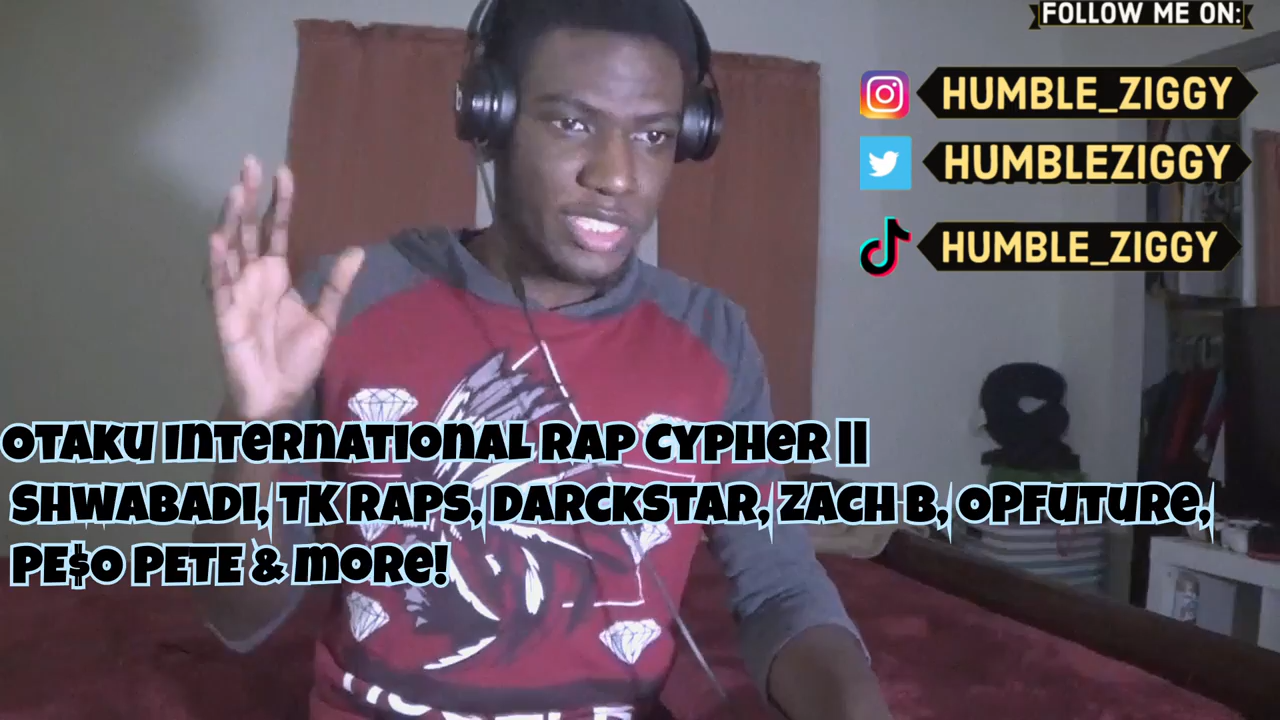 FOLLOW ME ON:
HUMBLE_ZIGGY
HUMBLEZIGGY
HUMBLE_ZIGGY
OTAKU INTERNATIONAL RAP CYPHER ||
SHWABADI, TK RAPS, DARCKSTAR, ZACH B, OPFUTURE,
PE$O PETE & MORE!